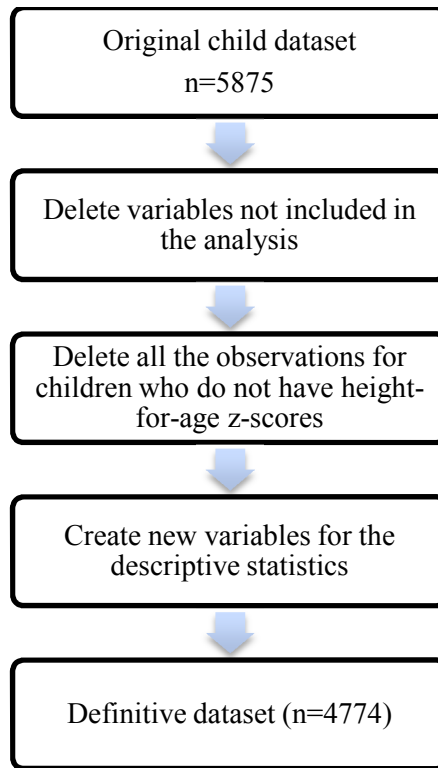 Original child dataset
n=5875
Delete variables not included in
the analysis
Delete all the observations for
children who do not have height-
for-age z-scores
Create new variables for the
descriptive statistics
Definitive dataset (n=4774)